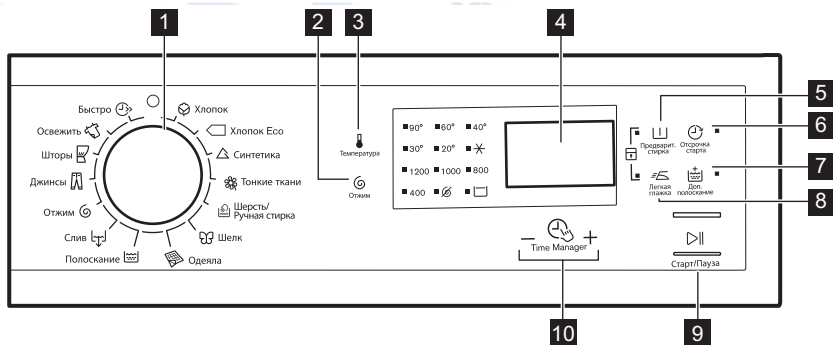 1
2
3
4
5
6
7
8
9
10
Быстро
Освежить
Шторы
Джинсы
Отжим
Слив
Полоскание
Хлопок
Хлопок Eco
Синтетика
Тонкие ткани
Шерсть/
Ручная стирка
Шелк
Одеяла
Температура
Отжим
90° 60° 40°
30° 20°
1200 1000 800
400
− Time Manager +
Предварит.
стирка
Отсрочка
старта
Легкая
глажка
Доп.
полоскание
Старт/Пауза